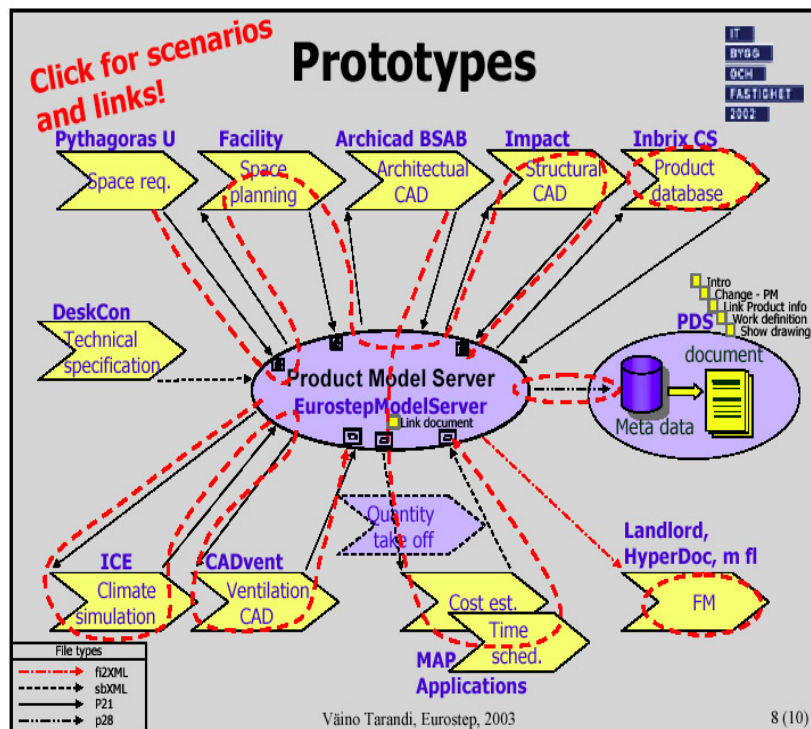 Click for scenarios
and links!
Prototypes
IT
BYGG
OCH
FASTIGHET
2002
Pythagoras U
Facility
Archicad BSAB
Impact
Inbrix CS
Space req.
Space
planning
Architectual
CAD
Structural
CAD
Product
database
DeskCon
Technical
specification
Intro
Change - PM
Link Product info
Work definition
Show drawing
PDS
document
Meta data
Product Model Server
EurostepModelServer
Link document
Quantity
take off
ICE
Climate
simulation
CADvent
Ventilation
CAD
Cost est.
Time
sched.
MAP
Applications
Landlord,
HyperDoc, m fl
FM
File types
fi2XML
sbXML
P21
p28
Väino Tarandi, Eurostep, 2003
8 (10)